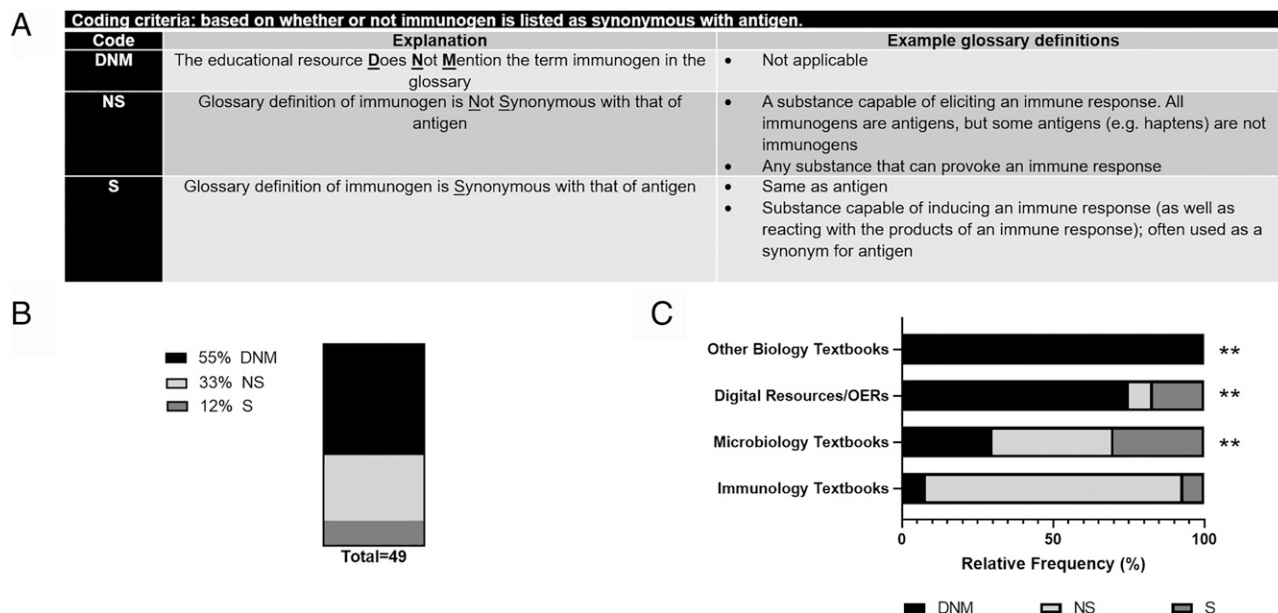 A
Coding criteria: based on whether or not immunogen is listed as synonymous with antigen.
Code Explanation Example glossary definitions
DNM The educational resource Does Not Mention the term immunogen in the
glossary
• Not applicable
NS Glossary definition of immunogen is Not Synonymous with that of
antigen
• A substance capable of eliciting an immune response. All
immunogens are antigens, but some antigens (e.g. haptens) are not
immunogens
• Any substance that can provoke an immune response
S Glossary definition of immunogen is Synonymous with that of antigen
• Same as antigen
• Substance capable of inducing an immune response (as well as
reacting with the products of an immune response); often used as a
synonym for antigen
B
55% DNM
33% NS
12% S
Total=49
C
Other Biology Textbooks **
Digital Resources/OERs **
Microbiology Textbooks **
Immunology Textbooks
0 50 100
Relative Frequency (%)
DNM NS S